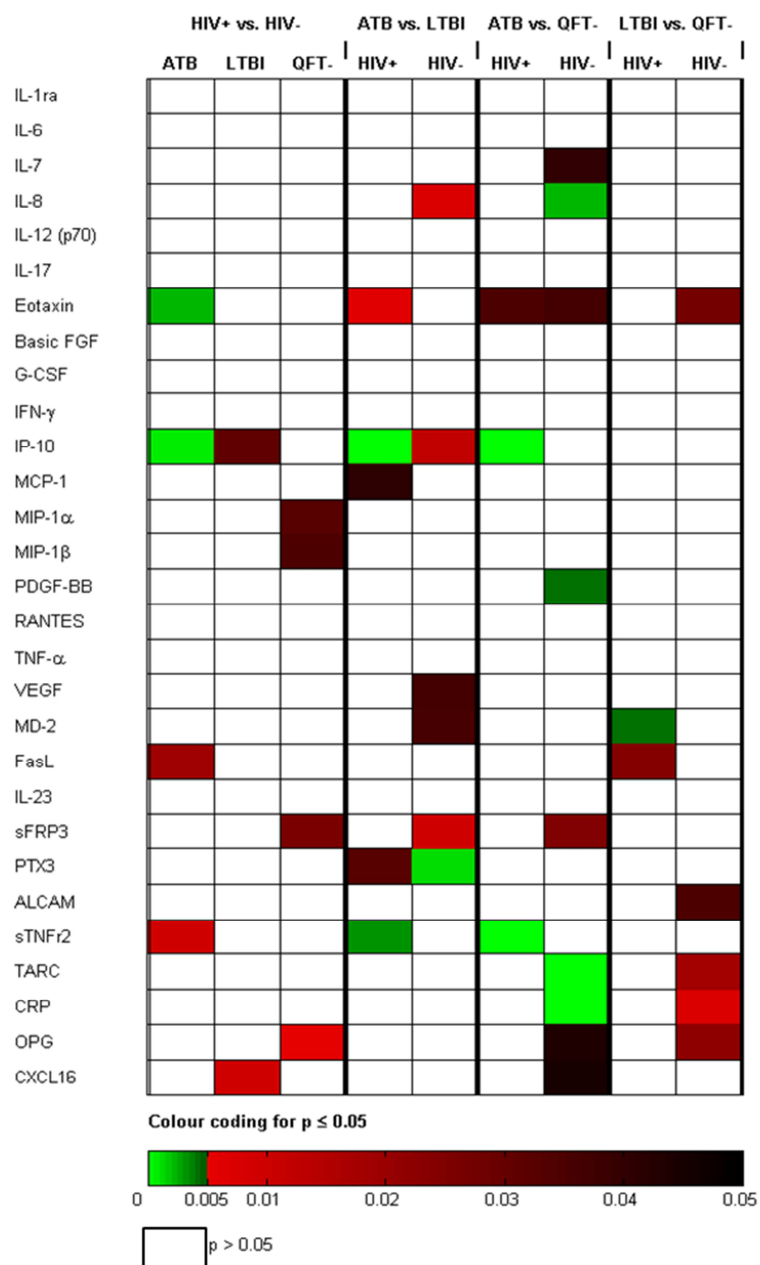 HIV+ vs. HIV- ATB vs. LTBI ATB vs. QFT- LTBI vs. QFT-
ATB LTBI QFT- HIV+ HIV- HIV+ HIV- HIV+ HIV-
IL-1ra
IL-6
IL-7
IL-8
IL-12 (p70)
IL-17
Eotaxin
Basic FGF
G-CSF
IFN-γ
IP-10
MCP-1
MIP-1α
MIP-1β
PDGF-BB
RANTES
TNF-α
VEGF
MD-2
FasL
IL-23
sFRP3
PTX3
ALCAM
sTNFr2
TARC
CRP
OPG
CXCL16
Colour coding for p ≤ 0.05
0 0.005 0.01 0.02 0.03 0.04 0.05
p > 0.05